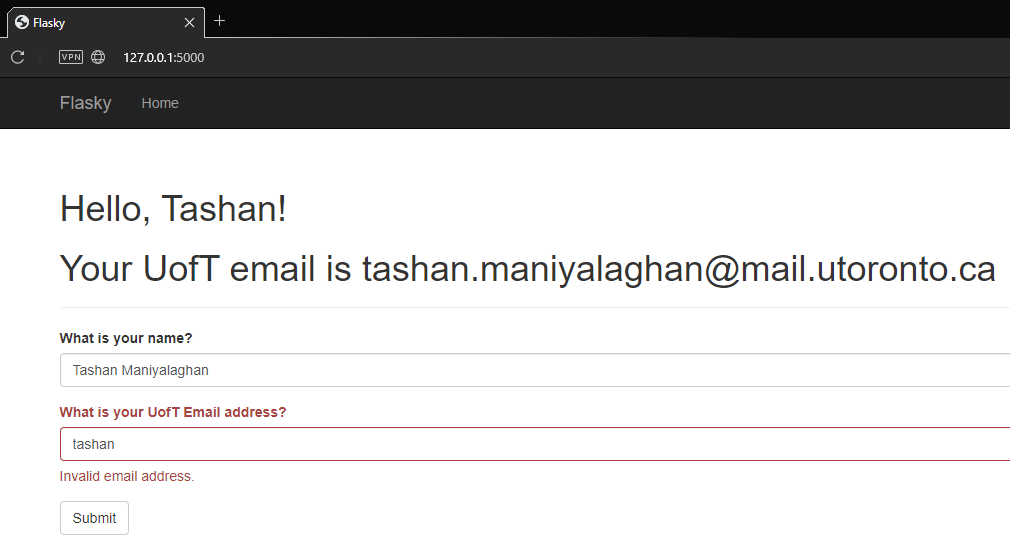 Flasky
VPN 127.0.0.1:5000
Flasky Home
Hello, Tashan!
Your UofT email is tashan.maniyalaghan@mail.utoronto.ca
What is your name?
Tashan Maniyalaghan
What is your UofT Email address?
tashan
Invalid email address.
Submit